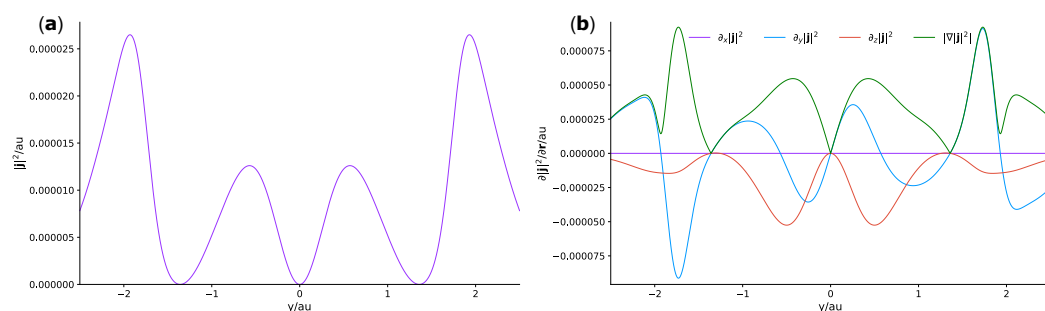 (a)
0.000025
0.000020
0.000015
0.000010
0.000005
0.000000
|j|²/au
−2 −1 0 1 2
y/au
(b)
∂ₓ|j|² ∂ᵧ|j|² ∂z|j|² |∇|j|²|
0.000075
0.000050
0.000025
0.000000
−0.000025
−0.000050
−0.000075
∂|j|²/∂r/au
−2 −1 0 1 2
y/au